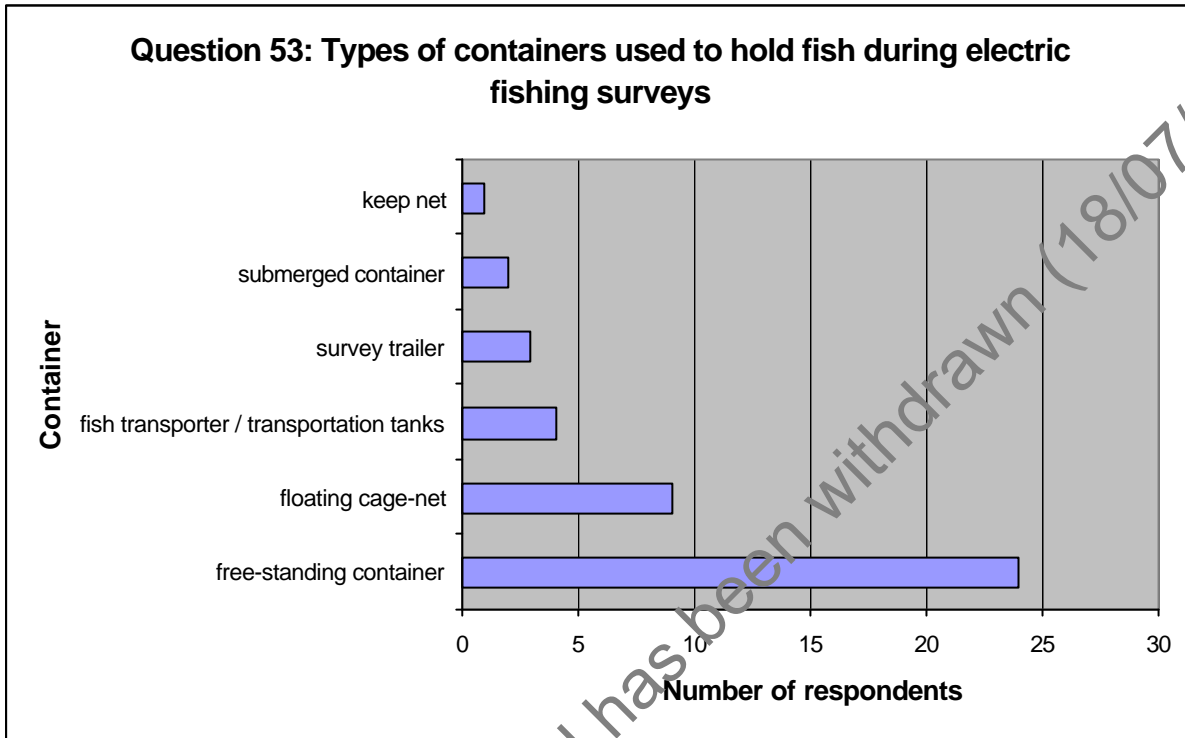 Question 53: Types of containers used to hold fish during electric
fishing surveys
Container
keep net
submerged container
survey trailer
fish transporter / transportation tanks
floating cage-net
free-standing container
0 5 10 15 20 25 30
Number of respondents
has been withdrawn (18/07/